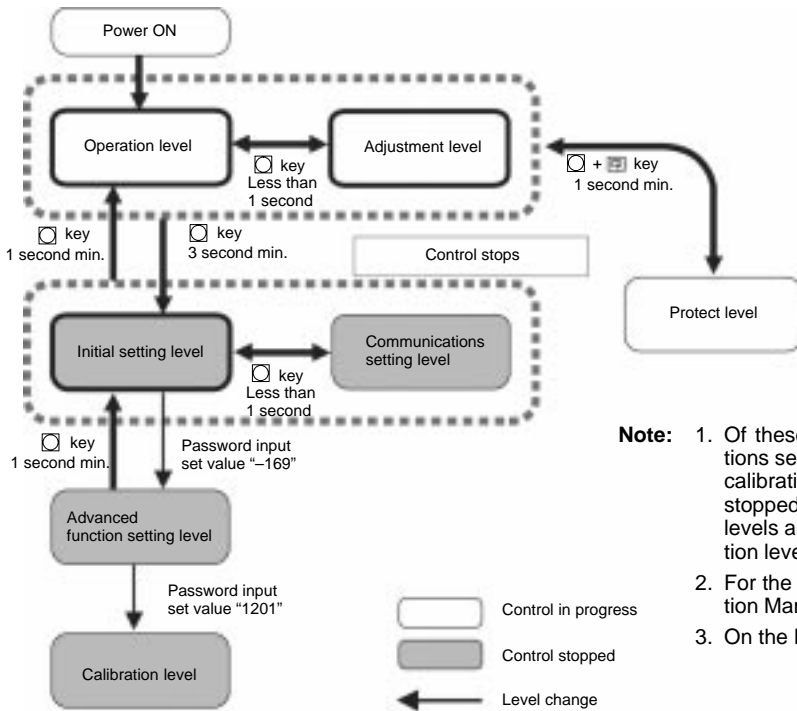 Power ON
Operation level
Adjustment level
key
Less than
1 second
+ key
1 second min.
key
1 second min.
key
3 second min.
Control stops
Protect level
Initial setting level
Communications
setting level
key
Less than
1 second
key
1 second min.
Password input
set value “–169”
Advanced
function setting level
Password input
set value “1201”
Calibration level
Control in progress
Control stopped
Level change
Note: 1. Of these
tions se
calibrati
stopped
levels a
tion leve
2. For the
tion Man
3. On the